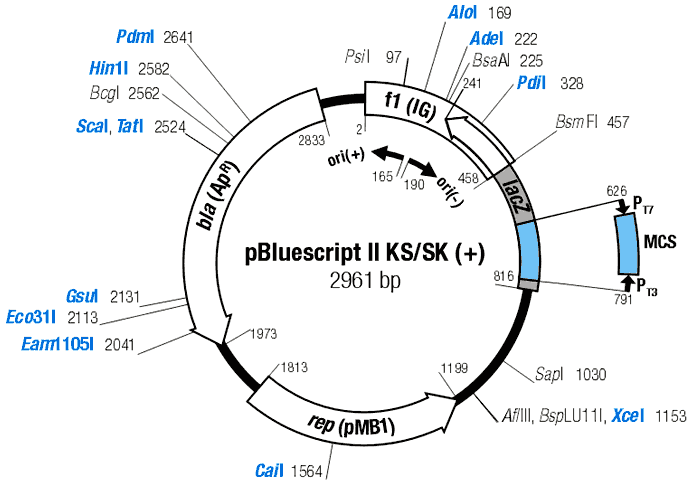 AloI 169
PdmI 2641
PsiI 97
AdeI 222
BsaAI 225
Hin1I 2582
241
PdiI 328
BcgI 2562
f1 (IG)
ScaI, TatI 2524
2833
2
BsmFI 457
ori(+)
ori(-)
458
165
190
lacZ
626
PT7
bla (ApR)
MCS
pBluescript II KS/SK (+)
2961 bp
816
PT3
791
GsuI 2131
Eco31I 2113
1973
Eam1105I 2041
1813
1199
SapI 1030
rep (pMB1)
AflIII, BspLU11I, XceI 1153
CaiI 1564